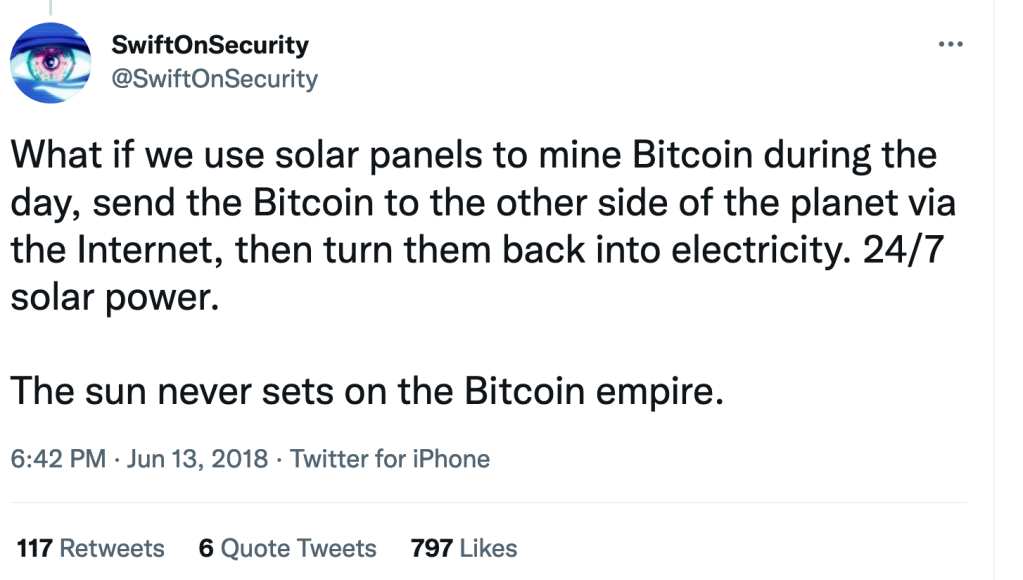 SwiftOnSecurity
@SwiftOnSecurity
What if we use solar panels to mine Bitcoin during the
day, send the Bitcoin to the other side of the planet via
the Internet, then turn them back into electricity. 24/7
solar power.
The sun never sets on the Bitcoin empire.
6:42 PM · Jun 13, 2018 · Twitter for iPhone
117 Retweets 6 Quote Tweets 797 Likes